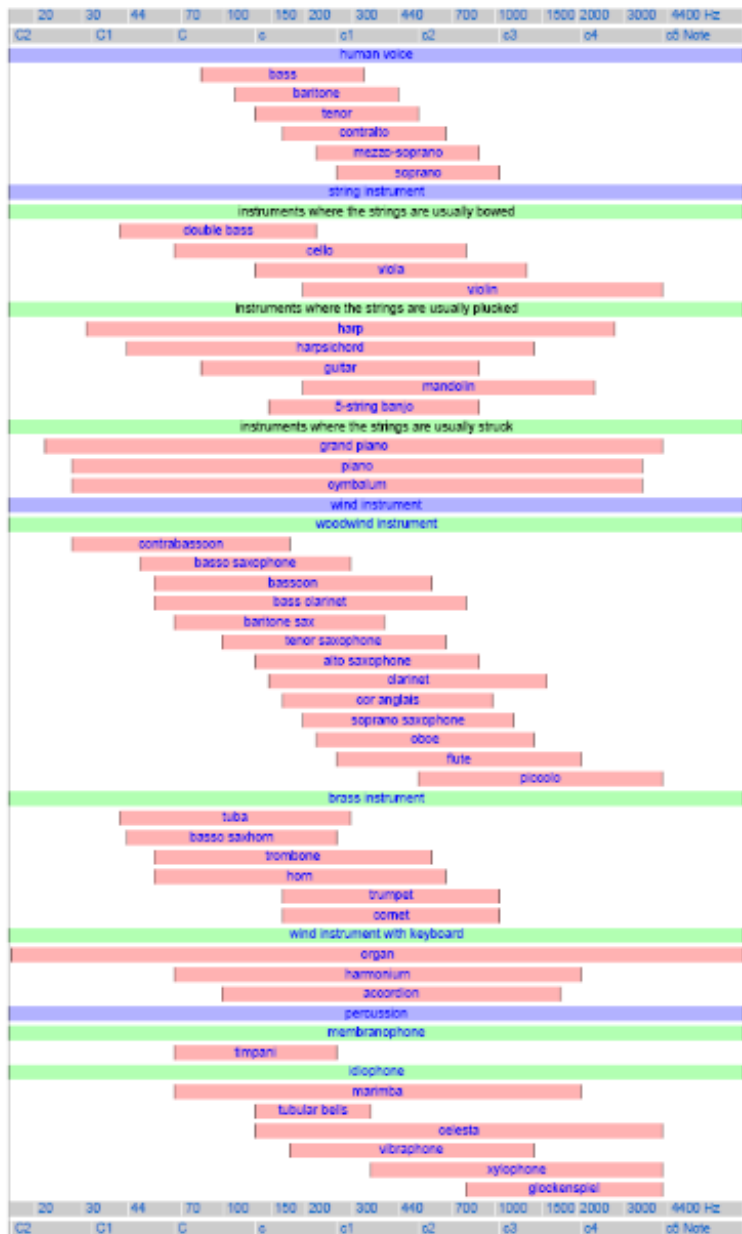 20 30 44 70 100 150 200 300 440 700 1000 1500 2000 3000 4400 Hz
C2 C1 C c c1 c2 c3 c4 c5 Note
human voice
bass
baritone
tenor
contralto
mezzo-soprano
soprano
string instrument
instruments where the strings are usually bowed
double bass
cello
viola
violin
instruments where the strings are usually plucked
harp
harpsichord
guitar
mandolin
5-string banjo
instruments where the strings are usually struck
grand piano
piano
cymbalum
wind instrument
woodwind instrument
contrabassoon
basso saxophone
bassoon
bass clarinet
baritone sax
tenor saxophone
alto saxophone
clarinet
cor anglais
soprano saxophone
oboe
flute
piccolo
brass instrument
tuba
basso saxhorn
trombone
horn
trumpet
cornet
wind instrument with keyboard
organ
harmonium
accordion
percussion
membranophone
timpani
idiophone
marimba
tubular bells
celesta
vibraphone
xylophone
glockenspiel
20 30 44 70 100 150 200 300 440 700 1000 1500 2000 3000 4400 Hz
C2 C1 C c c1 c2 c3 c4 c5 Note